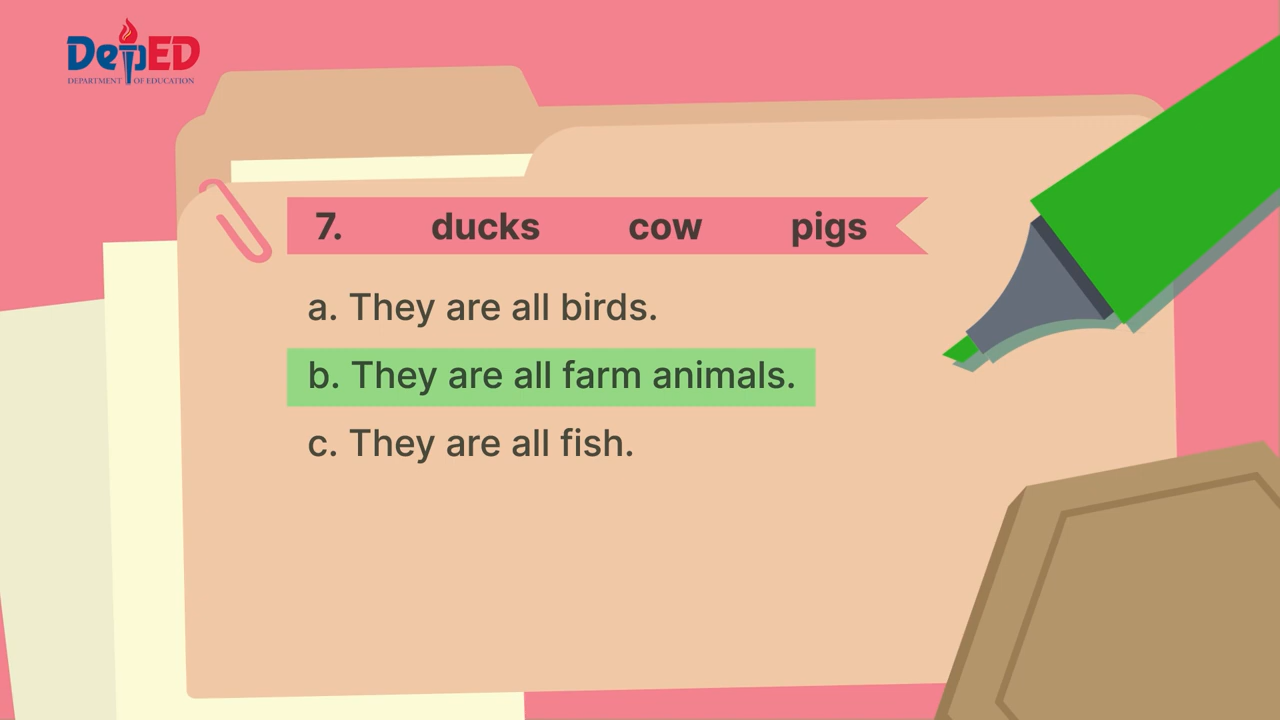 DepED
DEPARTMENT OF EDUCATION
7. ducks cow pigs
a. They are all birds.
b. They are all farm animals.
c. They are all fish.